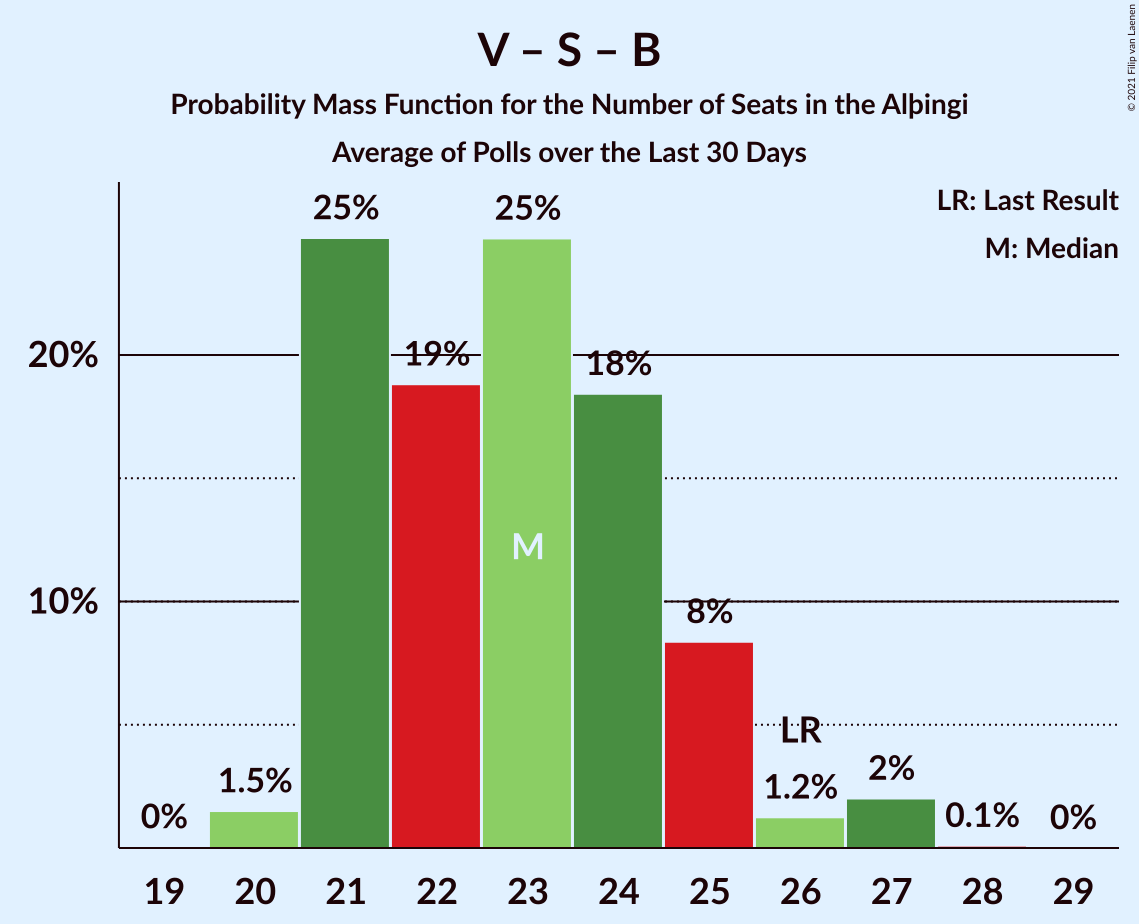 V – S – B
Probability Mass Function for the Number of Seats in the Alþingi
Average of Polls over the Last 30 Days
© 2021 Filip van Laenen
LR: Last Result
M: Median
25%
25%
20%
19%
18%
M
10%
8%
LR
0%
1.5%
1.2%
2%
0.1%
0%
19 20 21 22 23 24 25 26 27 28 29